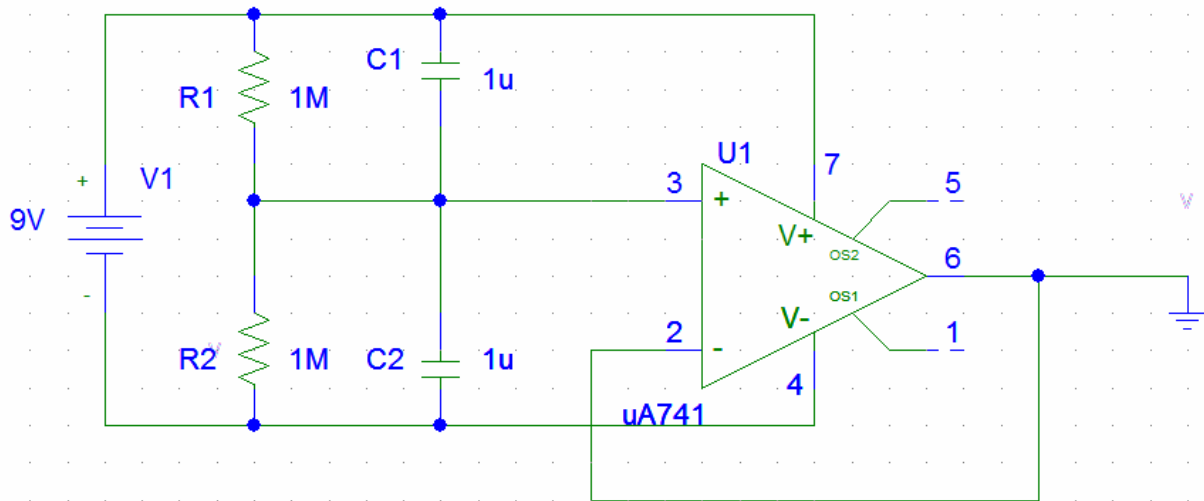 C1
1u
R1
1M
U1
7
V1
+
3
5
9V
+
V+
OS2
6
-
OS1
V-
2
-
1
R2
1M
C2
1u
4
uA741
V
V